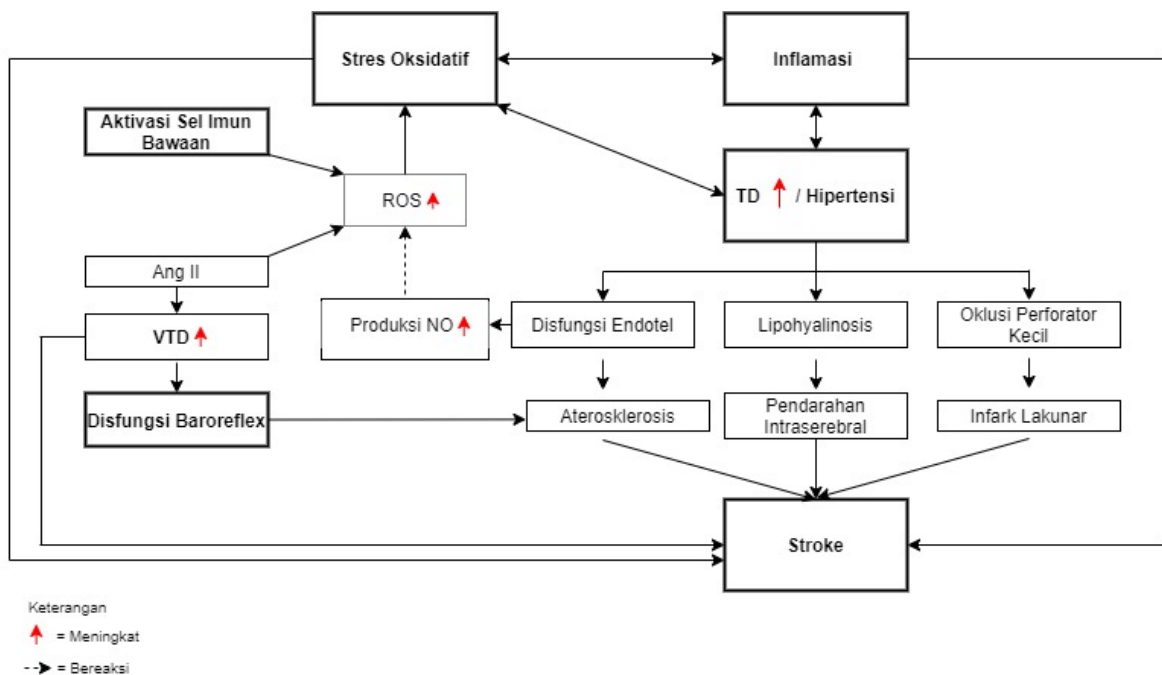 Stres Oksidatif
Inflamasi
Aktivasi Sel Imun
Bawaan
TD / Hipertensi
ROS
Ang II
Produksi NO
Disfungsi Endotel
Lipohyalinosis
Oklusi Perforator
Kecil
VTD
Disfungsi Baroreflex
Aterosklerosis
Pendarahan
Intraserebral
Infark Lakunar
Stroke
Keterangan
= Meningkat
= Bereaksi